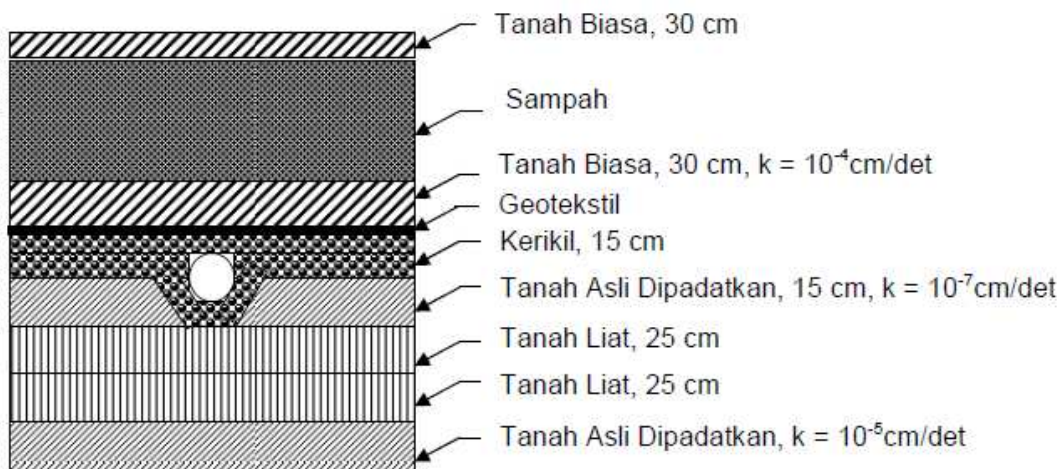 Tanah Biasa, 30 cm
Sampah
Tanah Biasa, 30 cm, k = 10⁻⁴cm/det
Geotekstil
Kerikil, 15 cm
Tanah Asli Dipadatkan, 15 cm, k = 10⁻⁷cm/det
Tanah Liat, 25 cm
Tanah Liat, 25 cm
Tanah Asli Dipadatkan, k = 10⁻⁵cm/det